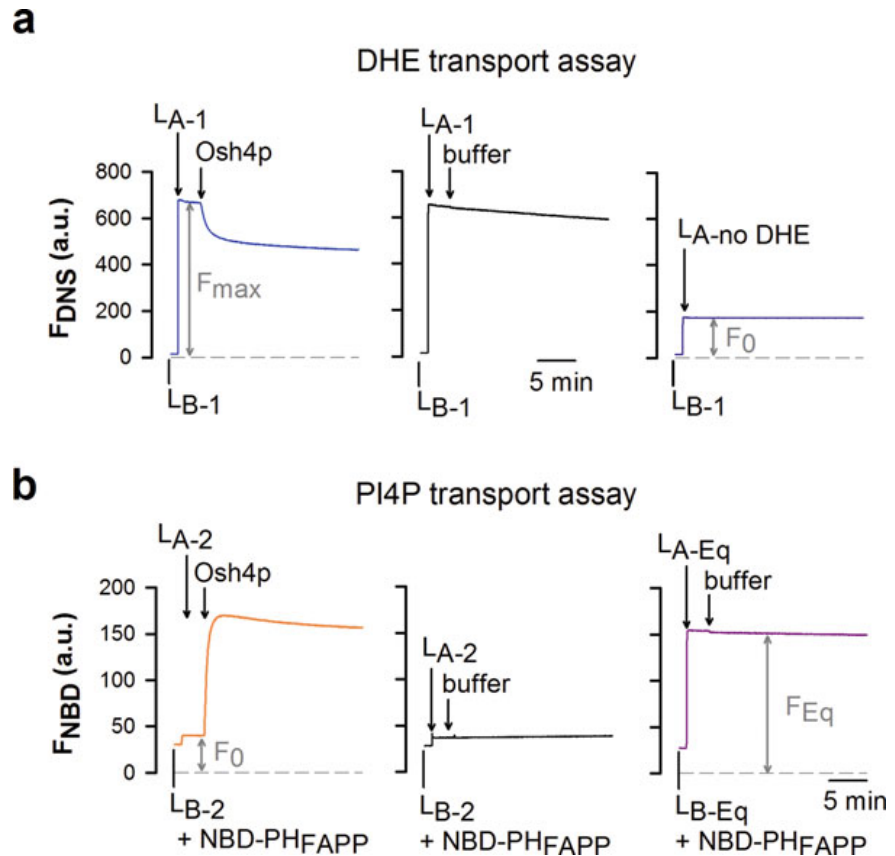 a
DHE transport assay
LA-1
Osh4p
LA-1
buffer
LA-no DHE
800
600
400
200
0
FDNS (a.u.)
Fmax
F0
5 min
LB-1
LB-1
LB-1
b
PI4P transport assay
LA-2
Osh4p
LA-2
buffer
LA-Eq
buffer
200
150
100
50
0
FNBD (a.u.)
F0
FEq
5 min
LB-2
+ NBD-PHFAPP
LB-2
+ NBD-PHFAPP
LB-Eq
+ NBD-PHFAPP